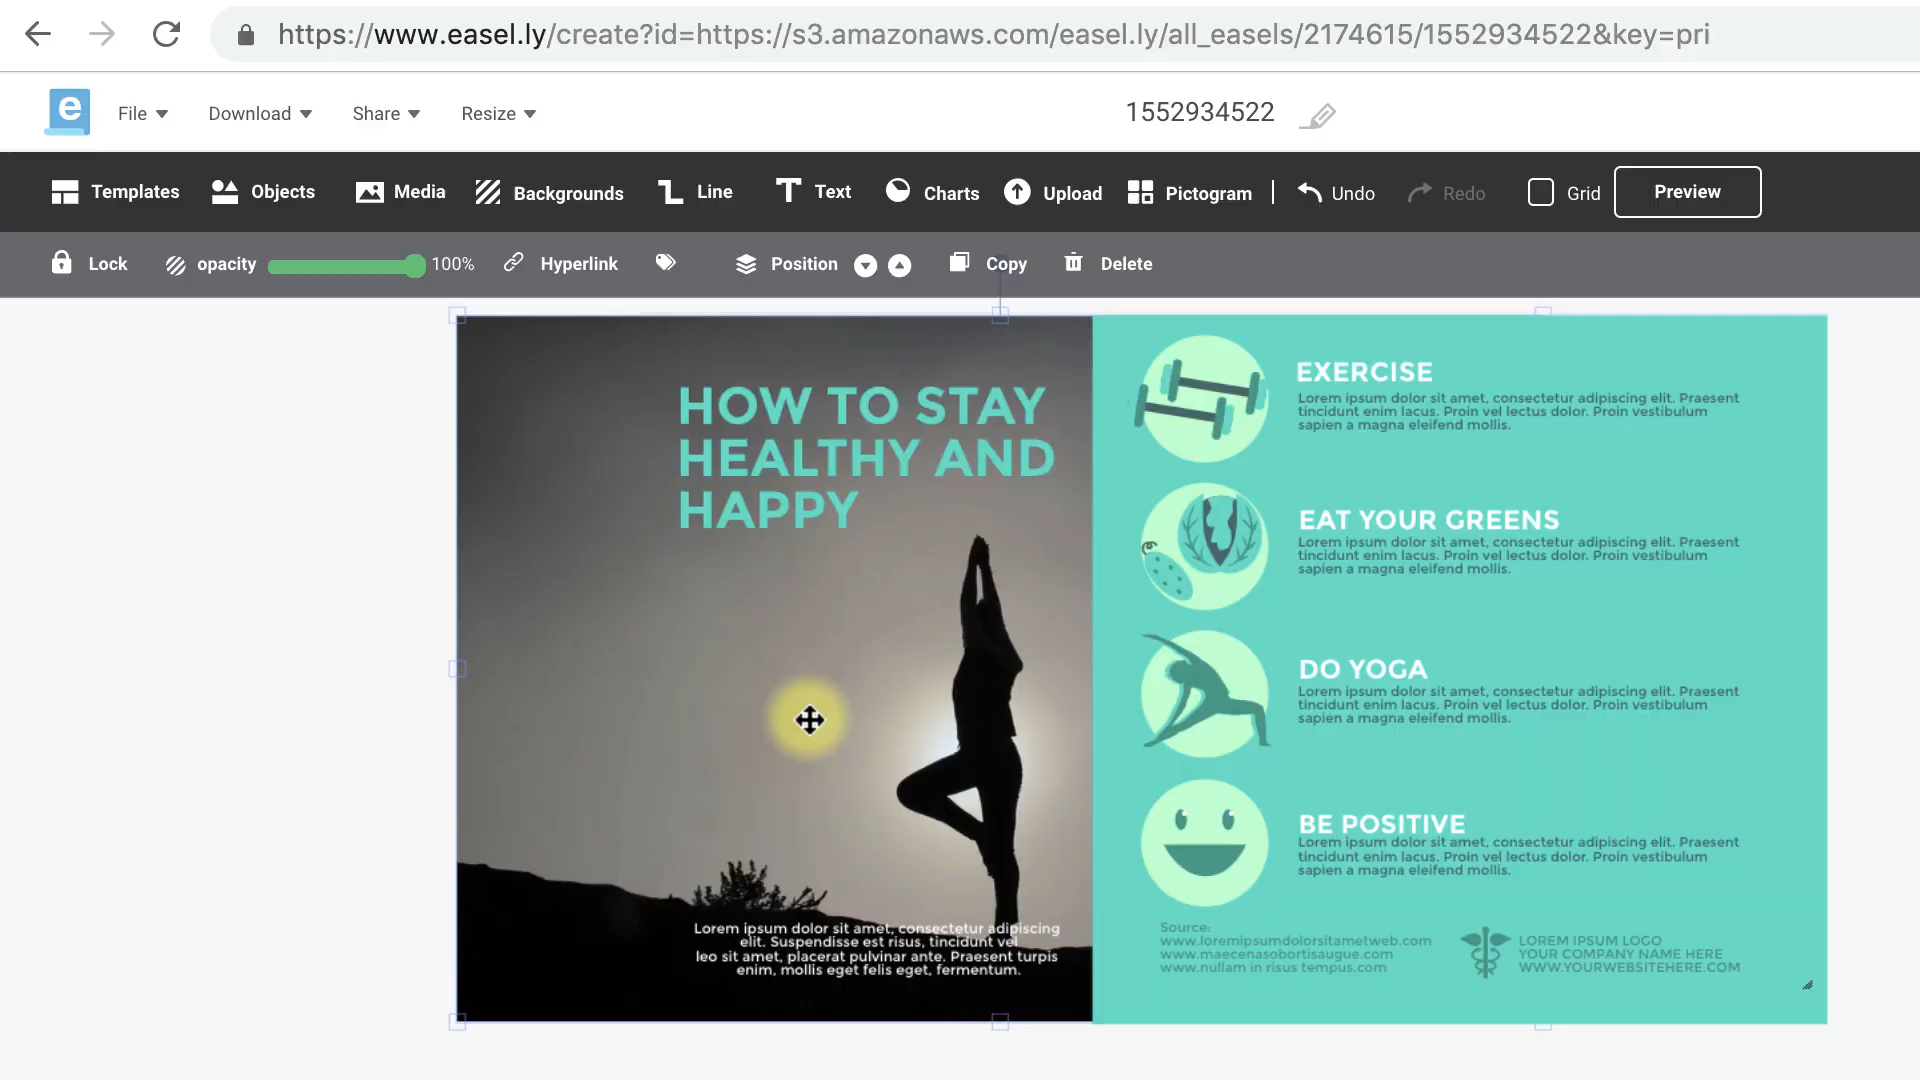 https://www.easel.ly/create?id=https://s3.amazonaws.com/easel.ly/all_easels/2174615/1552934522&key=pri
e File Download Share Resize 1552934522
Templates Objects Media Backgrounds Line Text Charts Upload Pictogram Undo Redo Grid Preview
Lock opacity 100% Hyperlink Position Copy Delete
HOW TO STAY
HEALTHY AND
HAPPY
Lorem ipsum dolor sit amet, consectetur adipiscing
elit. Suspendisse est risus, tincidunt vel
leo sit amet, placerat pulvinar ante. Praesent turpis
enim, mollis eget felis eget, fermentum.
EXERCISE
Lorem ipsum dolor sit amet, consectetur adipiscing elit. Praesent
tincidunt enim lacus. Proin vel lectus dolor. Proin vestibulum
sapien a magna eleifend mollis.
EAT YOUR GREENS
Lorem ipsum dolor sit amet, consectetur adipiscing elit. Praesent
tincidunt enim lacus. Proin vel lectus dolor. Proin vestibulum
sapien a magna eleifend mollis.
DO YOGA
Lorem ipsum dolor sit amet, consectetur adipiscing elit. Praesent
tincidunt enim lacus. Proin vel lectus dolor. Proin vestibulum
sapien a magna eleifend mollis.
BE POSITIVE
Lorem ipsum dolor sit amet, consectetur adipiscing elit. Praesent
tincidunt enim lacus. Proin vel lectus dolor. Proin vestibulum
sapien a magna eleifend mollis.
Source:
www.loremipsumdolorsitametweb.com
www.maecenasobortisaugue.com
www.nullam in risus tempus.com
LOREM IPSUM LOGO
YOUR COMPANY NAME HERE
WWW.YOURWEBSITEHERE.COM